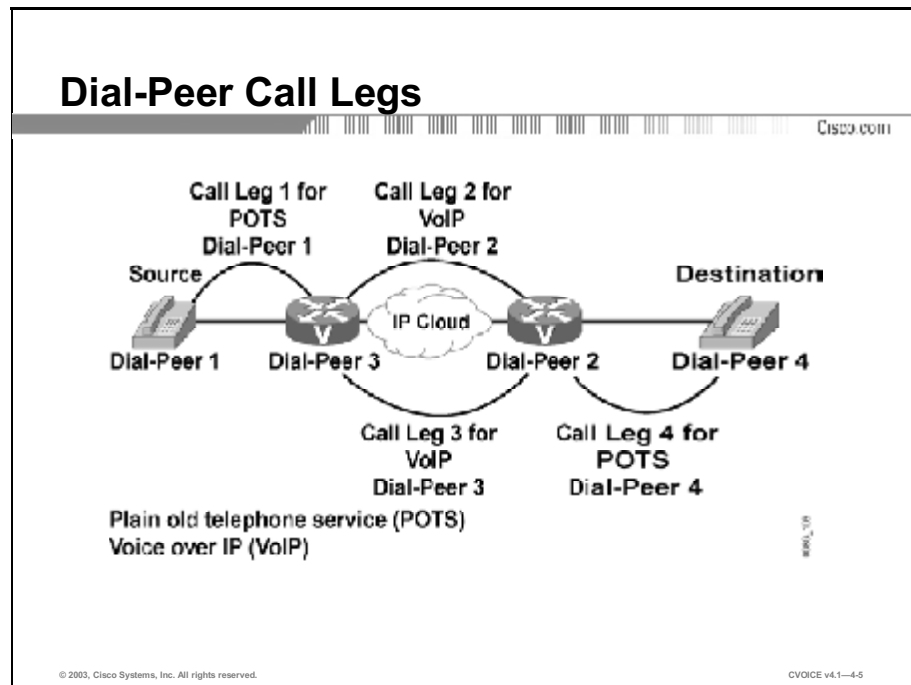 Dial-Peer Call Legs
Cisco.com
Call Leg 1 for
POTS
Dial-Peer 1
Call Leg 2 for
VoIP
Dial-Peer 2
Source
Destination
IP Cloud
V
V
Dial-Peer 1
Dial-Peer 3
Dial-Peer 2
Dial-Peer 4
Call Leg 3 for
VoIP
Dial-Peer 3
Call Leg 4 for
POTS
Dial-Peer 4
Plain old telephone service (POTS)
Voice over IP (VoIP)
© 2003, Cisco Systems, Inc. All rights reserved.
CVOICE v4.1—4-5